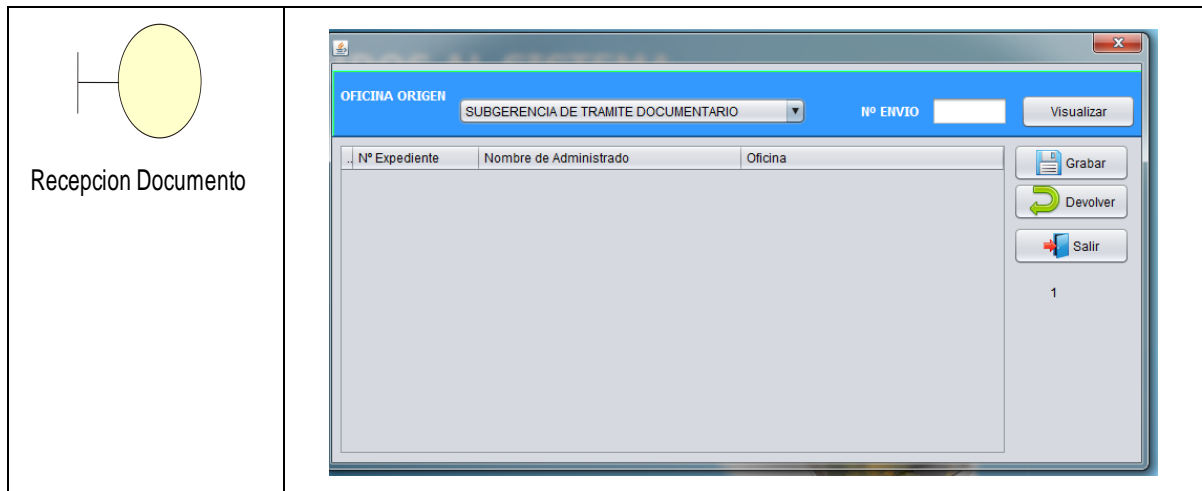 Recepcion Documento
OFICINA ORIGEN
SUBGERENCIA DE TRAMITE DOCUMENTARIO
Nº ENVIO
Visualizar
.. Nº Expediente Nombre de Administrado Oficina
Grabar
Devolver
Salir
1